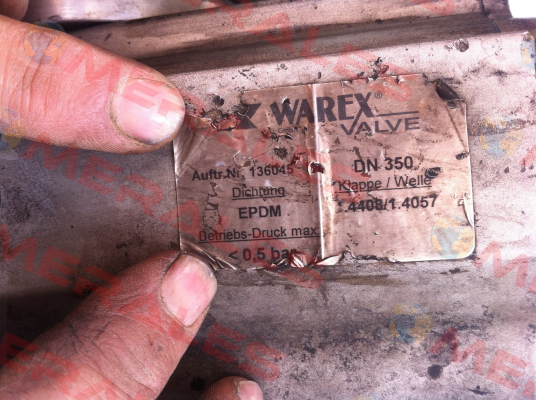 WAREX®
VALVE
Auftr.Nr. 136045
DN 350
Dichtung
Klappe / Welle
EPDM
.4408/1.4057
Betriebs-Druck max
< 0,5 bar
MERALES